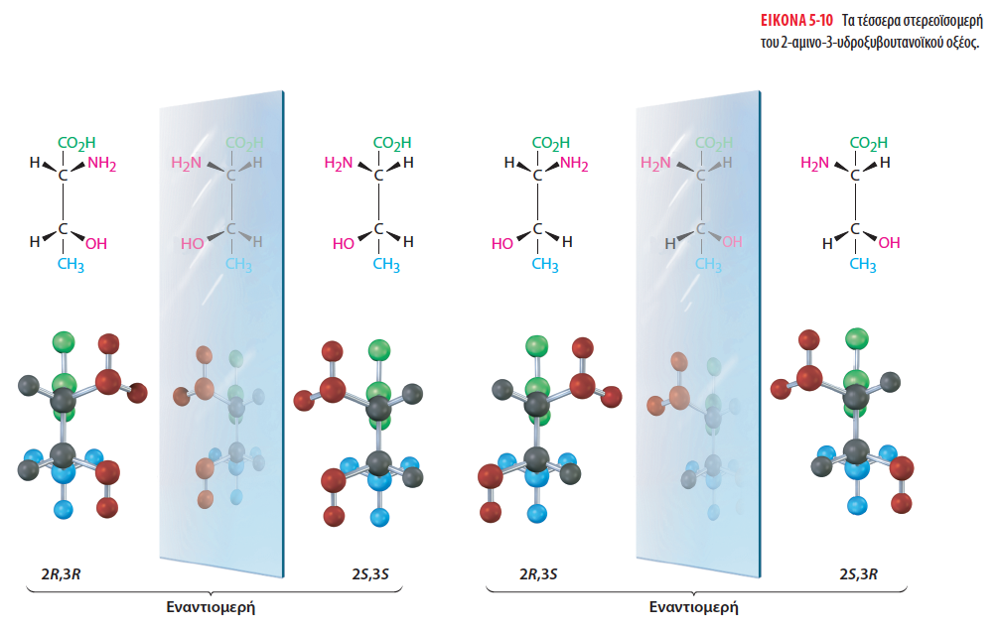 ΕΙΚΟΝΑ 5-10 Τα τέσσερα στερεοϊσομερή
του 2-αμινο-3-υδροξυβουτανοϊκού οξέος.
CO₂H CO₂H CO₂H CO₂H CO₂H CO₂H
H NH₂ H₂N H H₂N H H NH₂ H₂N H H₂N H
C C C C C C
C C C C C C
H OH HO H HO H HO H H OH H OH
CH₃ CH₃ CH₃ CH₃ CH₃ CH₃
2R,3R 2S,3S 2R,3S 2S,3R
Εναντιομερή Εναντιομερή